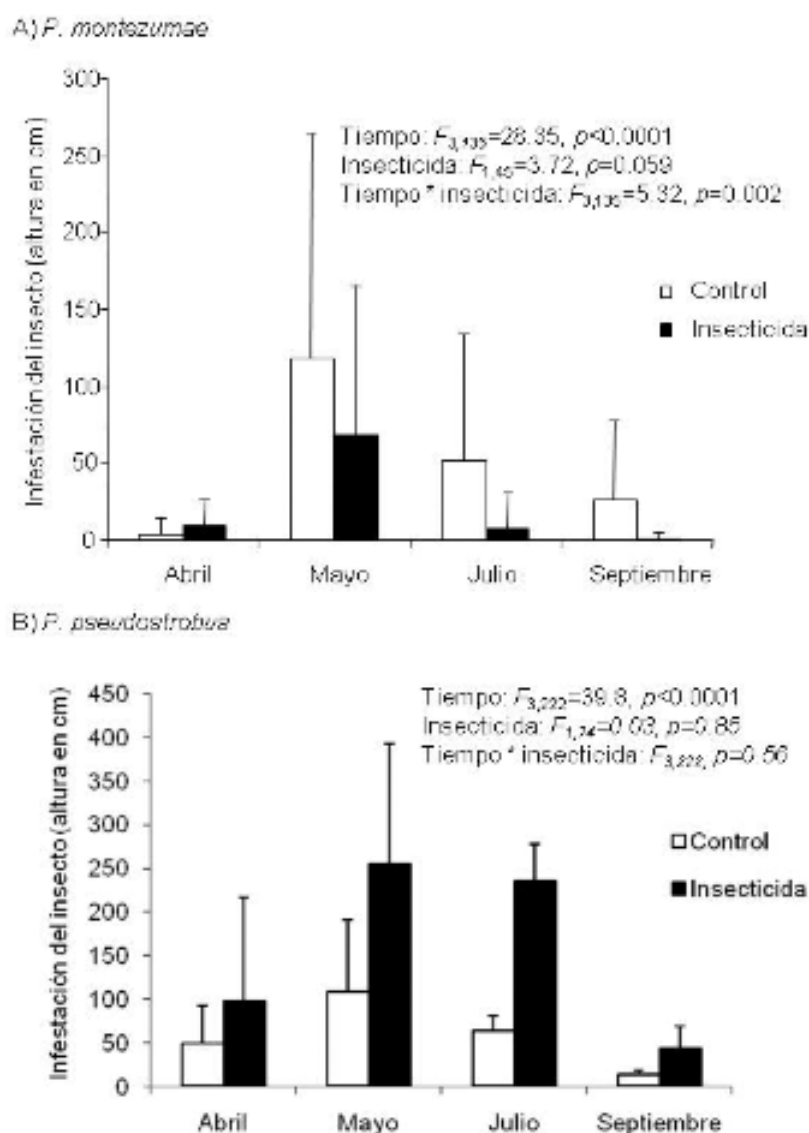 A) P. montezumae
300
250
200
150
100
50
0
Infestación del insecto (altura en cm)
Tiempo: F3,135=28.35, p<0.0001
Insecticida: F1,45=3.72, p=0.059
Tiempo * insecticida: F3,135=5.32, p=0.002
Control
Insecticida
Abril Mayo Julio Septiembre
B) P. pseudostrobus
450
400
350
300
250
200
150
100
50
0
Infestación del insecto (altura en cm)
Tiempo: F3,222=39.8, p<0.0001
Insecticida: F1,74=0.03, p=0.85
Tiempo * insecticida: F3,222, p=0.56
Control
Insecticida
Abril Mayo Julio Septiembre